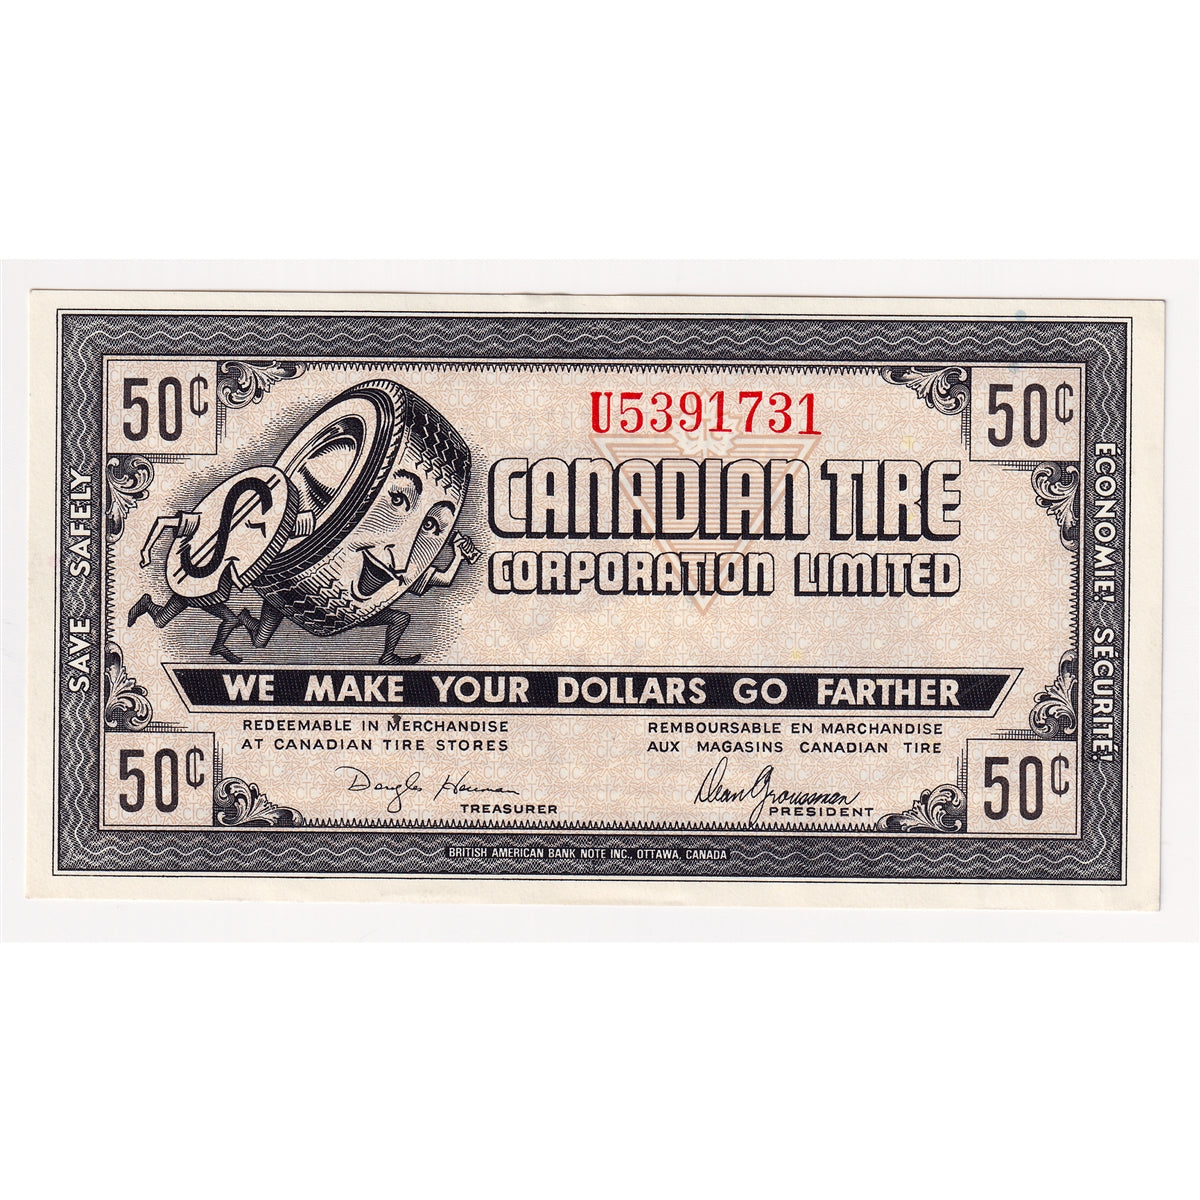 50¢
U5391731
50¢
$
CANADIAN TIRE
CORPORATION LIMITED
SAVE SAFELY
ÉCONOMIE! SÉCURITÉ!
WE MAKE YOUR DOLLARS GO FARTHER
REDEEMABLE IN MERCHANDISE
AT CANADIAN TIRE STORES
REMBOURSABLE EN MARCHANDISE
AUX MAGASINS CANADIAN TIRE
50¢
Dean Groussman
TREASURER
PRESIDENT
50¢
BRITISH AMERICAN BANK NOTE INC., OTTAWA, CANADA